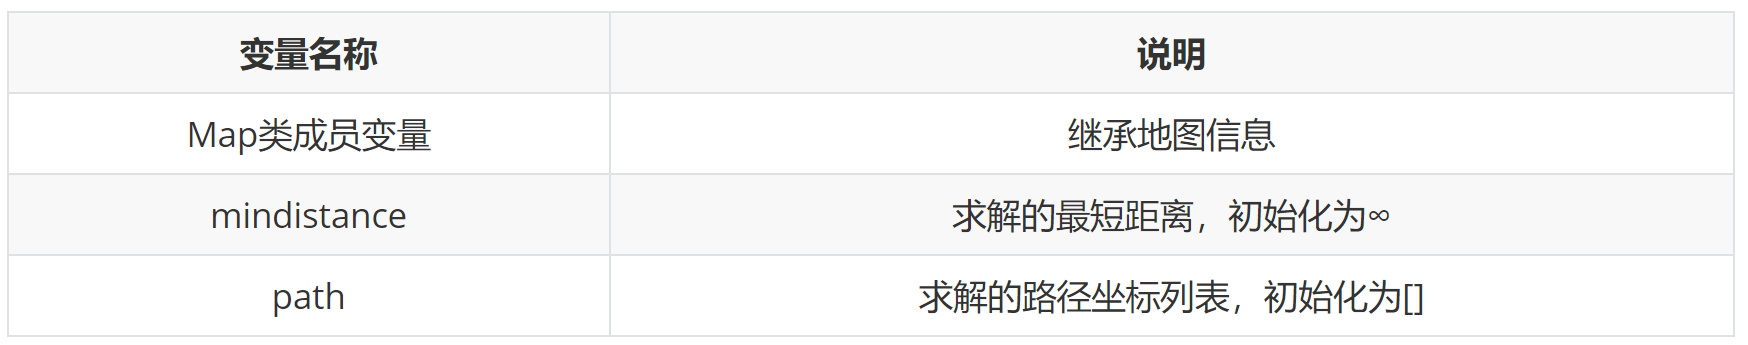 变量名称 说明
Map类成员变量 继承地图信息
mindistance 求解的最短距离，初始化为∞
path 求解的路径坐标列表，初始化为[]